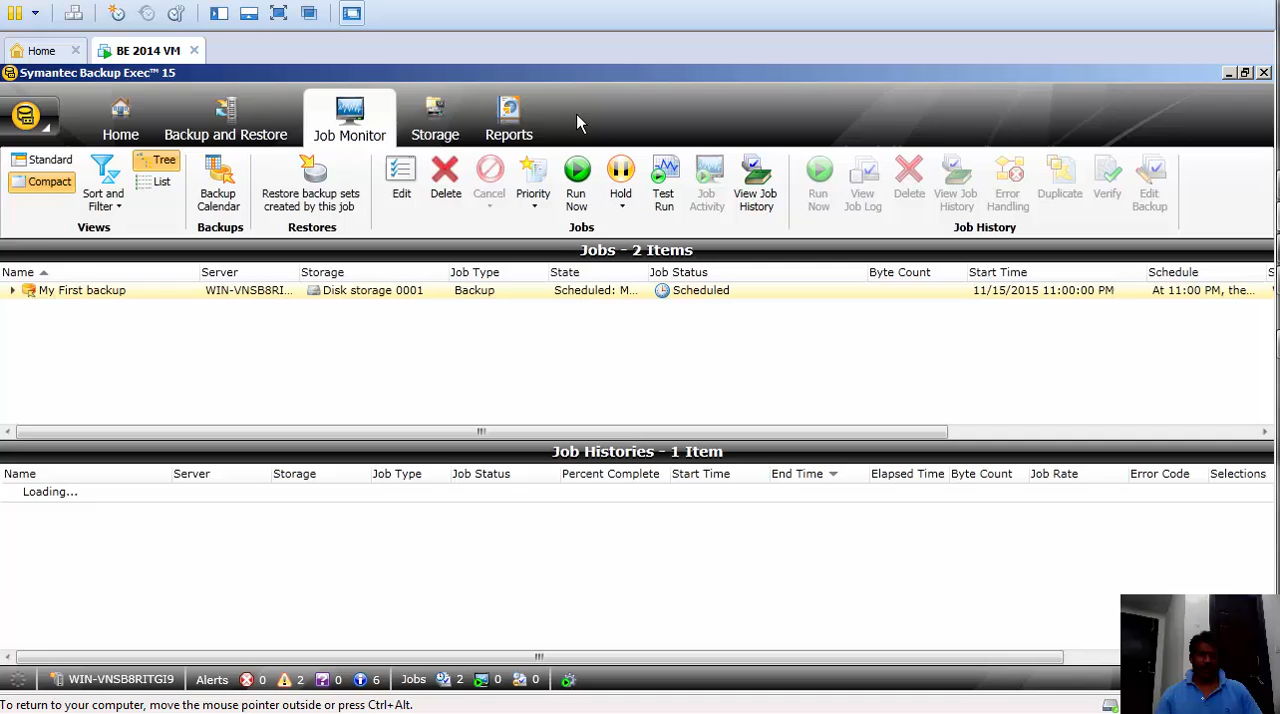 Home
BE 2014 VM
Symantec Backup Exec™ 15
Home
Backup and Restore
Job Monitor
Storage
Reports
Standard
Compact
Sort and
Filter
Tree
List
Views
Backup
Calendar
Backups
Restore backup sets
created by this job
Restores
Edit
Delete
Cancel
Priority
Run
Now
Hold
Test
Run
Job
Activity
View Job
History
Jobs
Run
Now
View
Job Log
Delete
View Job
History
Error
Handling
Duplicate
Verify
Edit
Backup
Job History
Jobs - 2 Items
Name Server Storage Job Type State Job Status Byte Count Start Time Schedule S
My First backup WIN-VNSB8RI... Disk storage 0001 Backup Scheduled: M... Scheduled 11/15/2015 11:00:00 PM At 11:00 PM, the...
Job Histories - 1 Item
Name Server Storage Job Type Job Status Percent Complete Start Time End Time Elapsed Time Byte Count Job Rate Error Code Selections
Loading...
WIN-VNSB8RITGI9 Alerts 0 2 0 6 Jobs 2 0 0
To return to your computer, move the mouse pointer outside or press Ctrl+Alt.